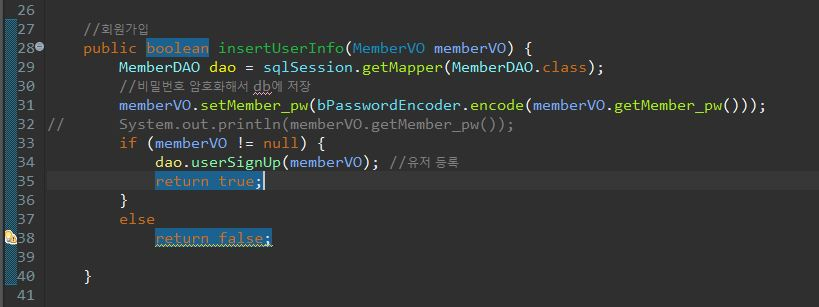 26
27 //회원가입
28 public boolean insertUserInfo(MemberVO memberVO) {
29 MemberDAO dao = sqlSession.getMapper(MemberDAO.class);
30 //비밀번호 암호화해서 db에 저장
31 memberVO.setMember_pw(bPasswordEncoder.encode(memberVO.getMember_pw()));
32 // System.out.println(memberVO.getMember_pw());
33 if (memberVO != null) {
34 dao.userSignUp(memberVO); //유저 등록
35 return true;
36 }
37 else
38 return false;
39
40 }
41